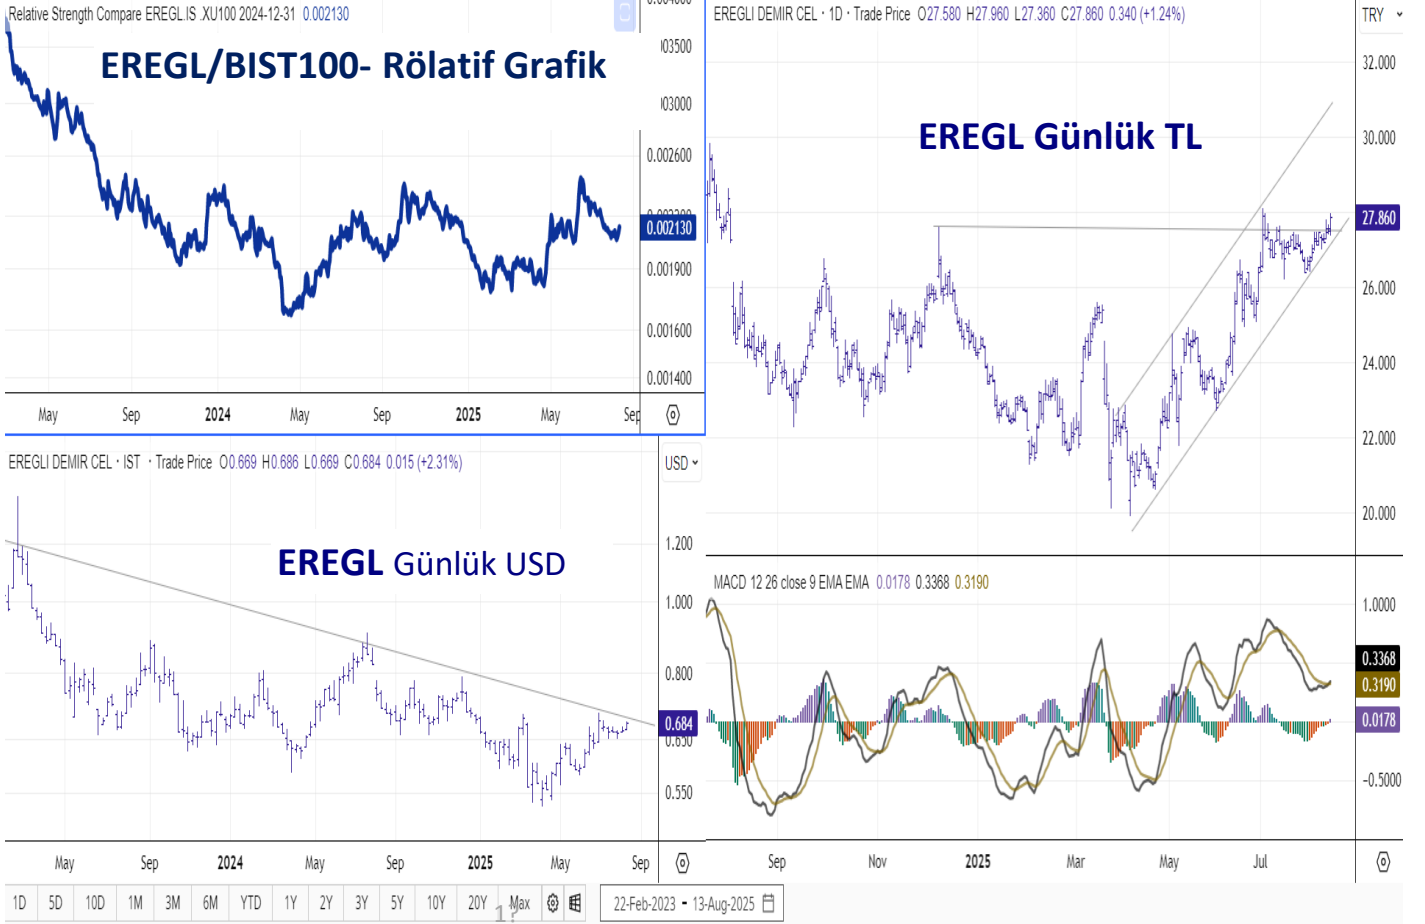 Relative Strength Compare EREGL.IS .XU100 2024-12-31 0.002130
EREGL/BIST100- Rölatif Grafik
0.003000
0.002600
0.002130
0.001900
0.001600
0.001400
May Sep 2024 May Sep 2025 May Sep
EREGLI DEMIR CEL · IST · Trade Price O0.669 H0.686 L0.669 C0.684 0.015 (+2.31%)
USD
EREGL Günlük USD
1.200
1.000
0.800
0.684
0.550
May Sep 2024 May Sep 2025 May Sep
EREGLI DEMIR CEL · 1D · Trade Price O27.580 H27.960 L27.360 C27.860 0.340 (+1.24%)
TRY
EREGL Günlük TL
32.000
30.000
27.860
26.000
24.000
22.000
20.000
MACD 12 26 close 9 EMA EMA 0.0178 0.3368 0.3190
1.0000
0.3368
0.3190
0.0178
−0.5000
Sep Nov 2025 Mar May Jul
1D 5D 10D 1M 3M 6M YTD 1Y 2Y 3Y 5Y 10Y 20Y Max
22-Feb-2023 - 13-Aug-2025